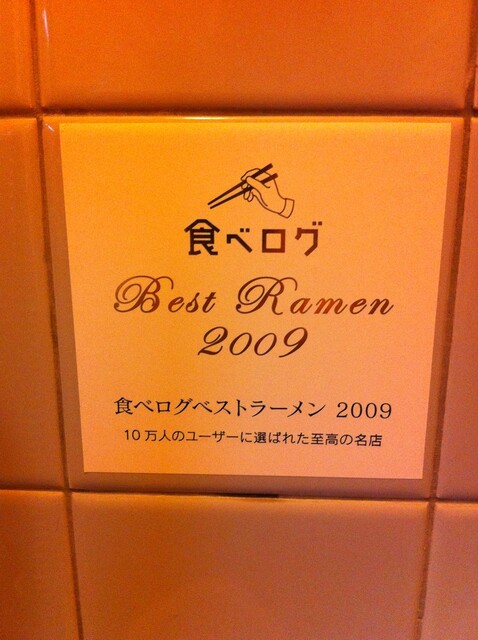 食べログ
Best Ramen
2009
食べログベストラーメン 2009
10万人のユーザーに選ばれた至高の名店